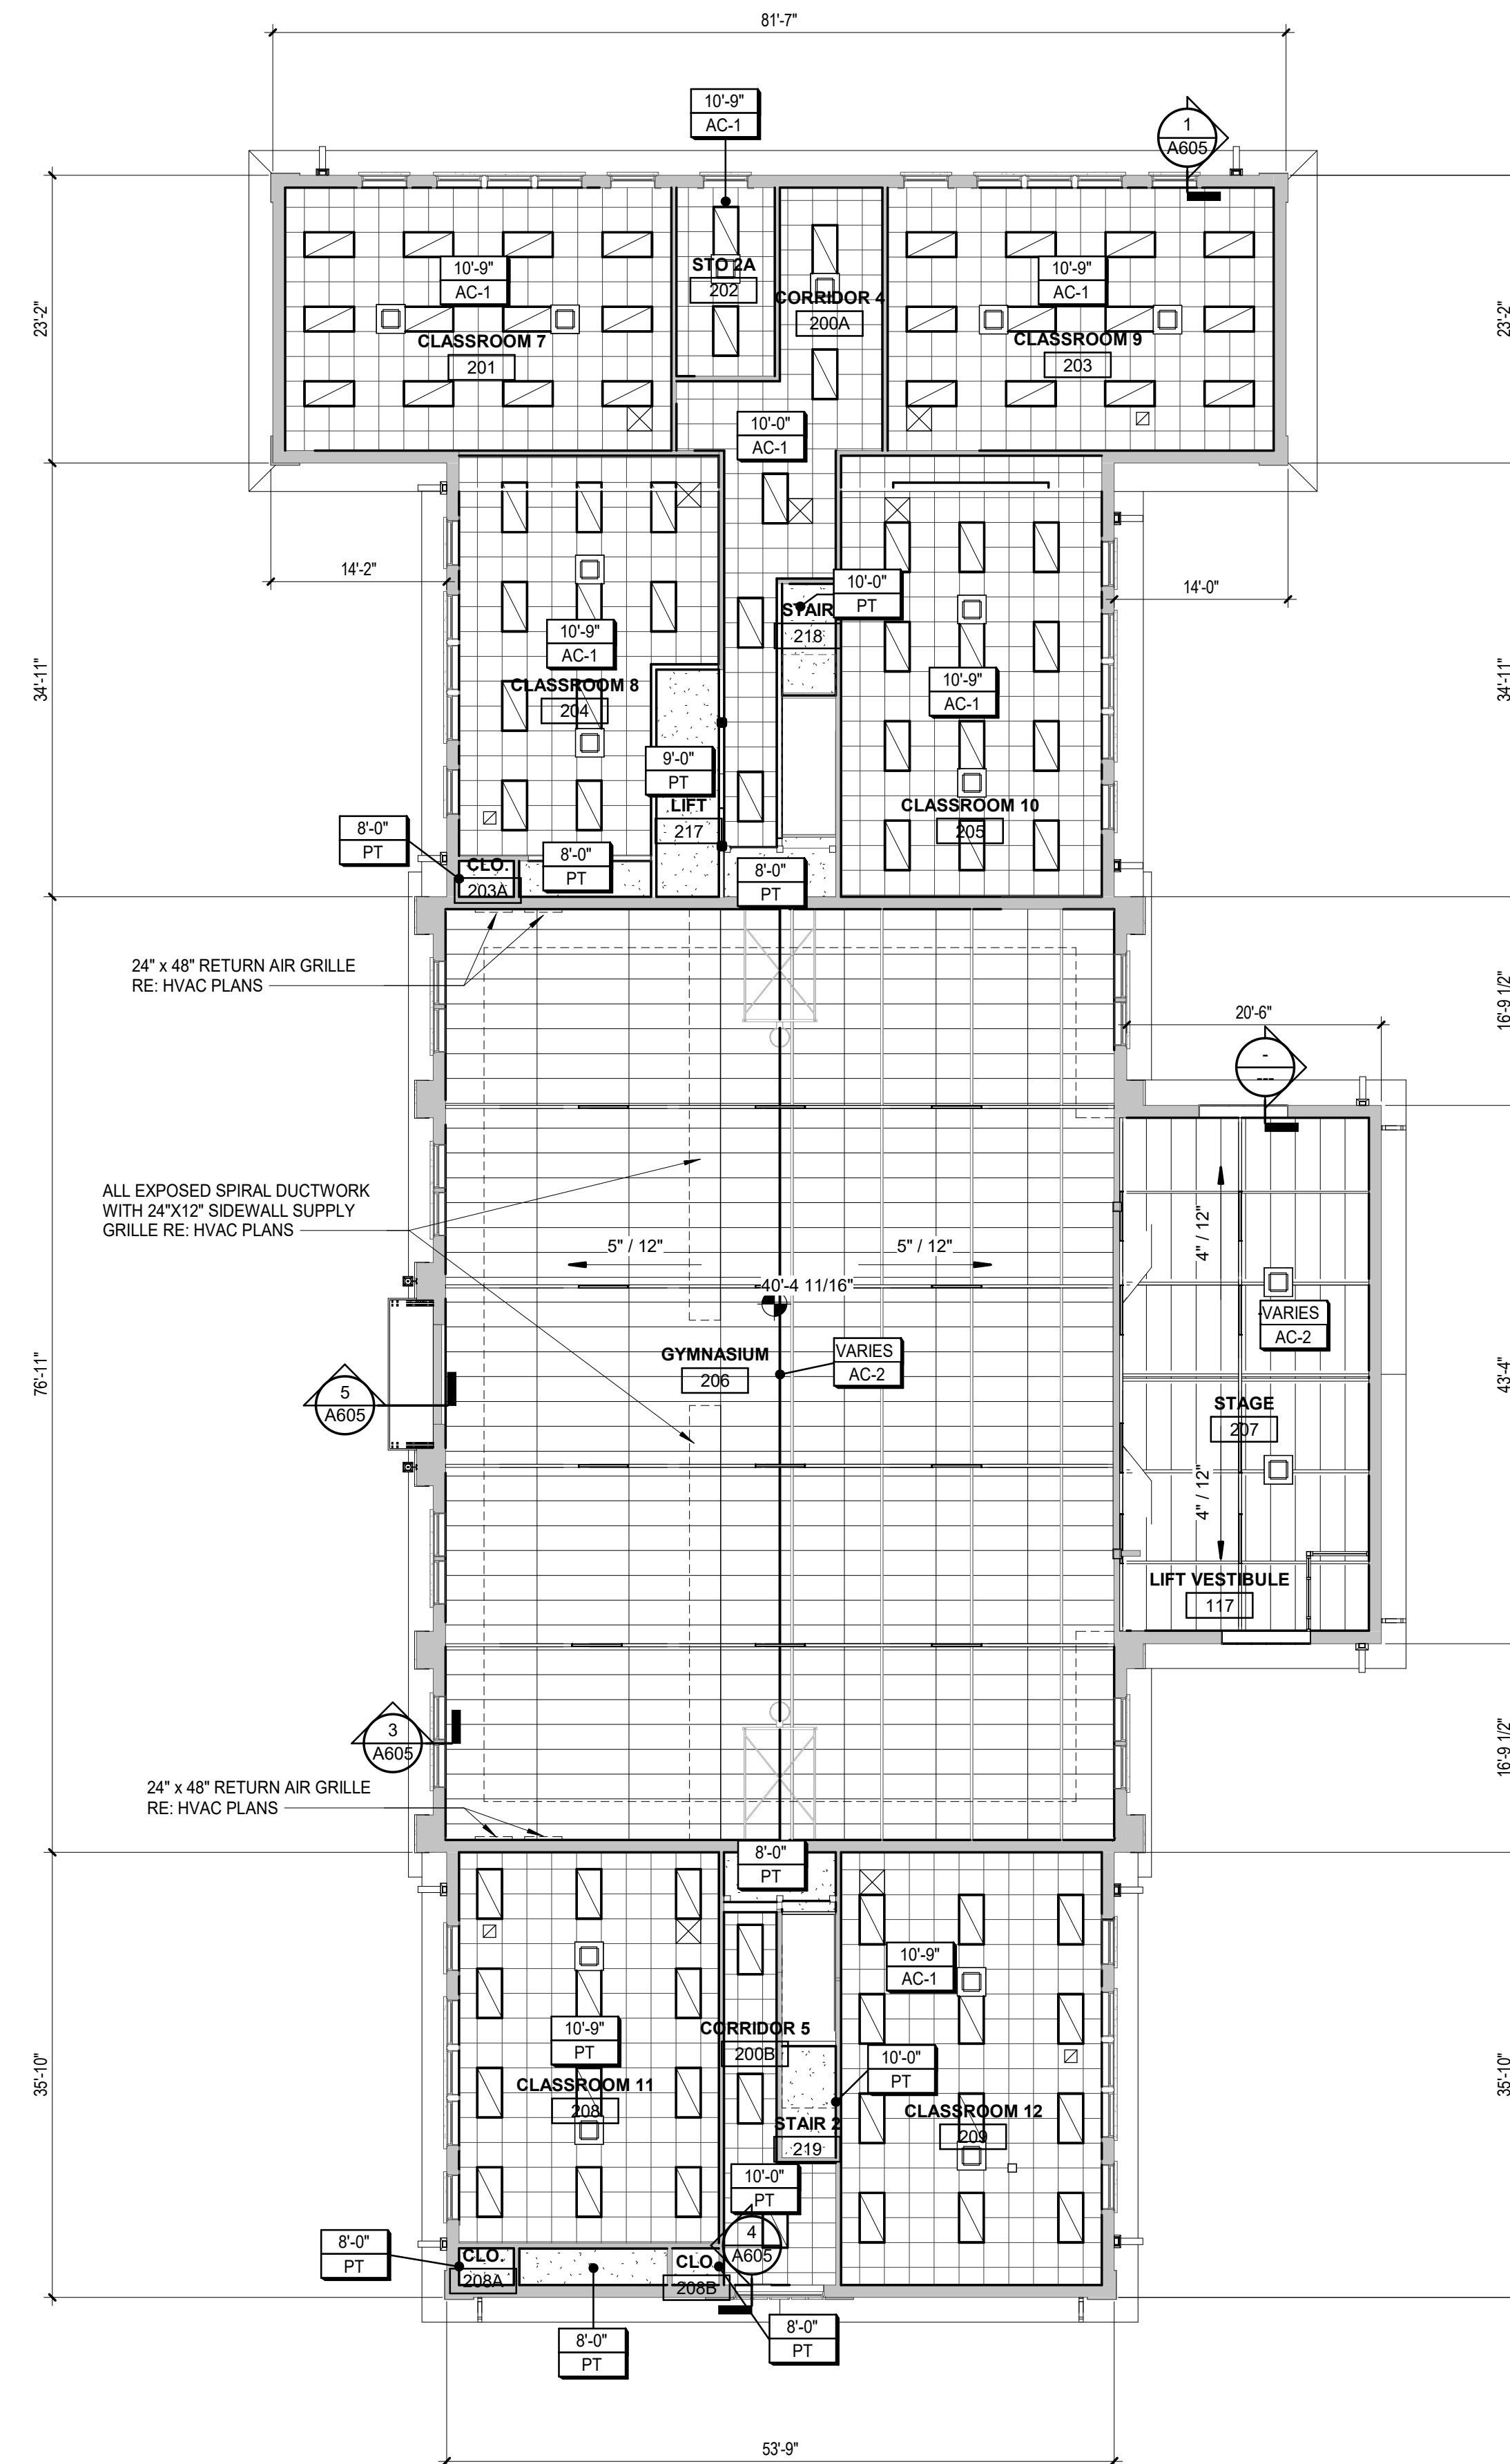 81'-7"
10'-9"
AC-1
1
A605
23'-2"
23'-2"
10'-9"
AC-1
CLASSROOM 7
201
STO 2A
202
CORRIDOR 4
200A
10'-9"
AC-1
CLASSROOM 9
203
10'-0"
AC-1
14'-2"
14'-0"
34'-11"
34'-11"
10'-9"
AC-1
CLASSROOM 8
204
10'-0"
PT
STAIR
218
10'-9"
AC-1
CLASSROOM 10
205
9'-0"
PT
LIFT
217
8'-0"
PT
CLO.
203A
8'-0"
PT
8'-0"
PT
24" x 48" RETURN AIR GRILLE
RE: HVAC PLANS
16'-9 1/2"
20'-6"
-
---
ALL EXPOSED SPIRAL DUCTWORK
WITH 24"X12" SIDEWALL SUPPLY
GRILLE RE: HVAC PLANS
5" / 12"
5" / 12"
40'-4 11/16"
4" / 12"
VARIES
AC-2
GYMNASIUM
206
VARIES
AC-2
76'-11"
43'-4"
5
A605
STAGE
207
4" / 12"
LIFT VESTIBULE
117
3
A605
16'-9 1/2"
24" x 48" RETURN AIR GRILLE
RE: HVAC PLANS
8'-0"
PT
10'-9"
AC-1
10'-9"
PT
CLASSROOM 11
208
CORRIDOR 5
200B
10'-0"
PT
STAIR 2
219
CLASSROOM 12
209
35'-10"
35'-10"
10'-0"
PT
4
A605
8'-0"
PT
CLO.
208A
CLO.
208B
8'-0"
PT
8'-0"
PT
53'-9"